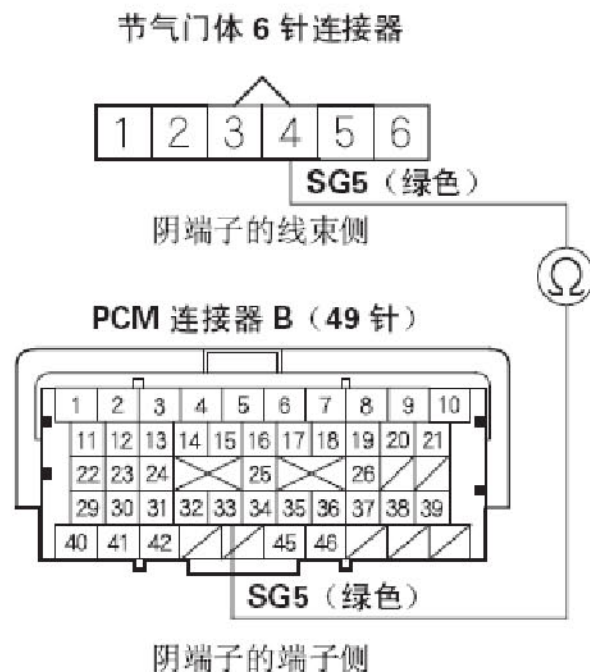 节气门体 6 针连接器
1 2 3 4 5 6
SG5（绿色）
阴端子的线束侧
Ω
PCM 连接器 B（49 针）
1 2 3 4 5 6 7 8 9 10
11 12 13 14 15 16 17 18 19 20 21
22 23 24 25 26
29 30 31 32 33 34 35 36 37 38 39
40 41 42 45 46
SG5（绿色）
阴端子的端子侧